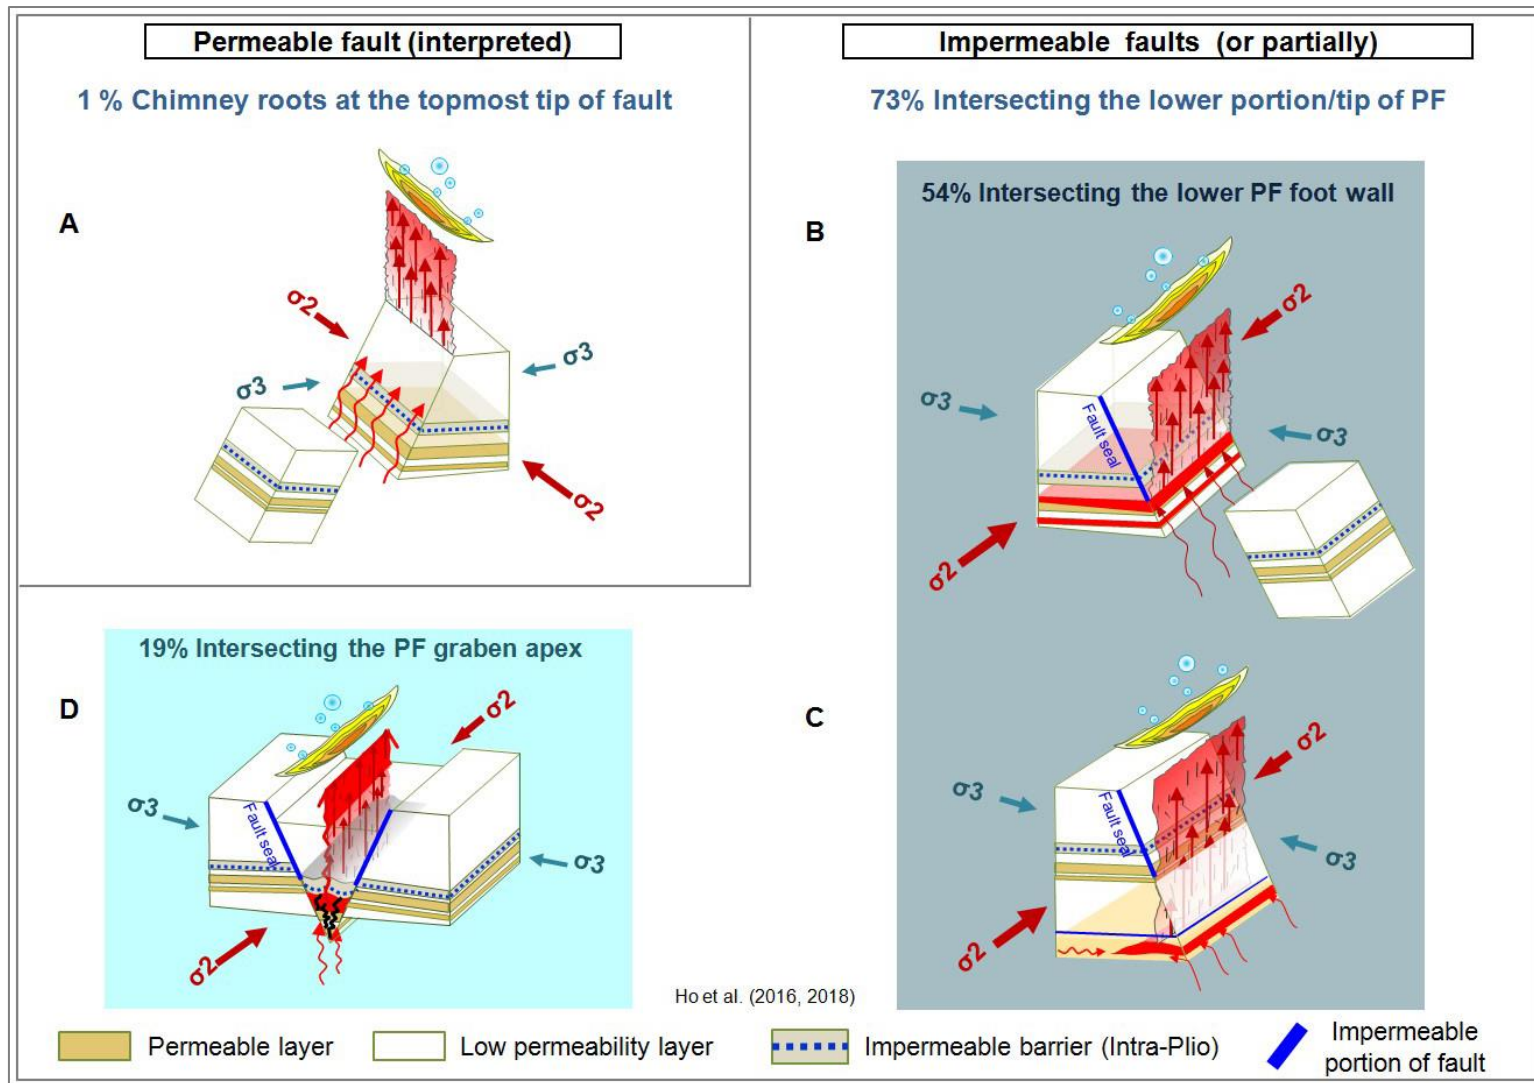 Permeable fault (interpreted)
1 % Chimney roots at the topmost tip of fault
A
σ2
σ3
σ3
σ2
Impermeable faults (or partially)
73% Intersecting the lower portion/tip of PF
54% Intersecting the lower PF foot wall
B
σ2
σ3
Fault seal
σ3
σ2
C
σ2
σ3
Fault seal
σ3
σ2
19% Intersecting the PF graben apex
D
σ2
σ3
Fault seal
σ3
σ2
Ho et al. (2016, 2018)
Permeable layer
Low permeability layer
Impermeable barrier (Intra-Plio)
Impermeable
portion of fault